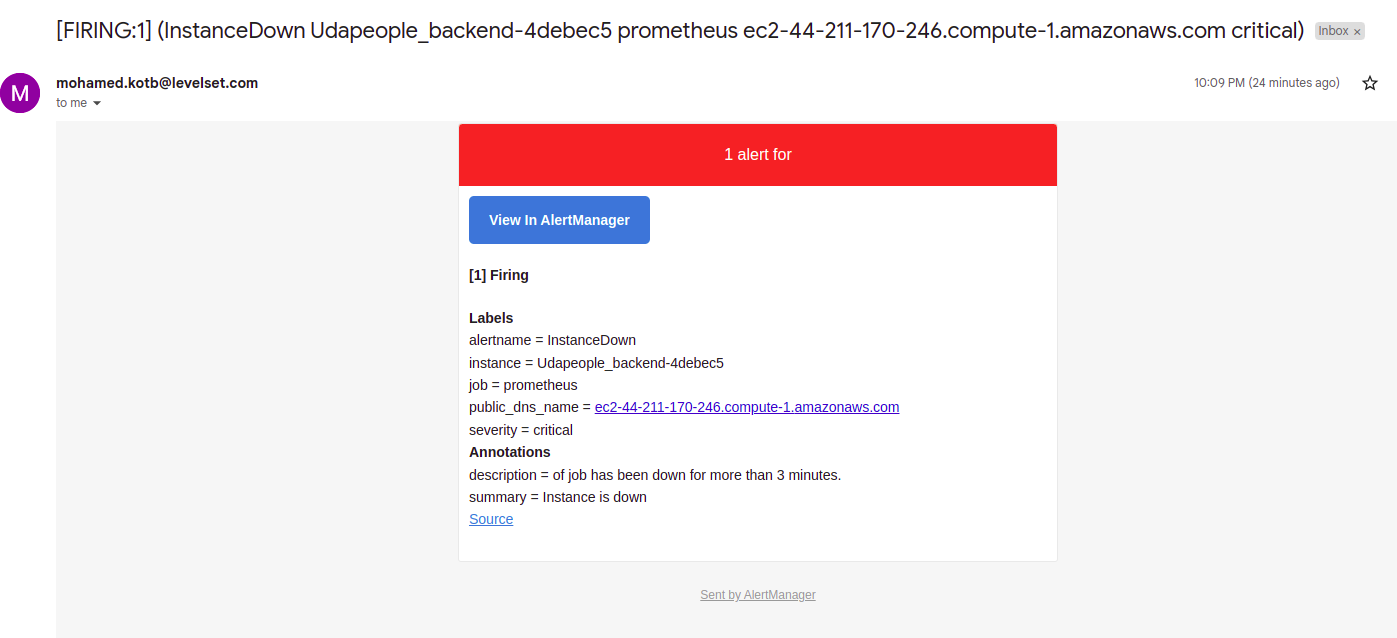 [FIRING:1] (InstanceDown Udapeople_backend-4debec5 prometheus ec2-44-211-170-246.compute-1.amazonaws.com critical) Inbox ×
M
mohamed.kotb@levelset.com 10:09 PM (24 minutes ago)
to me
1 alert for
View In AlertManager
[1] Firing
Labels
alertname = InstanceDown
instance = Udapeople_backend-4debec5
job = prometheus
public_dns_name = ec2-44-211-170-246.compute-1.amazonaws.com
severity = critical
Annotations
description = of job has been down for more than 3 minutes.
summary = Instance is down
Source
Sent by AlertManager